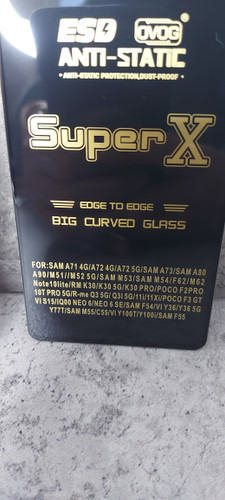 ESD OVOG®
ANTI-STATIC
• ANTI-STATIC PROTECTION,DUST-PROOF •
Super X
EDGE TO EDGE
BIG CURVED GLASS
FOR:SAM A71 4G/A72 4G/A72 5G/SAM A73/SAM A80
A90/M51//M52 5G/SAM M53/SAM M54/F62/M62
Note10lite/RM K30/K30 5G/K30 PRO/POCO F2PRO
10T PRO 5G/R-me Q3 5G/Q3I 5G/11i/11Xi/POCO F3 GT
Vi S15/IQ00 NEO 6/NEO 6 SE/SAM F54/Vi Y36/Y36 5G
Y77T/SAM M55/C55/Vi Y100T/Y100i/SAM F55